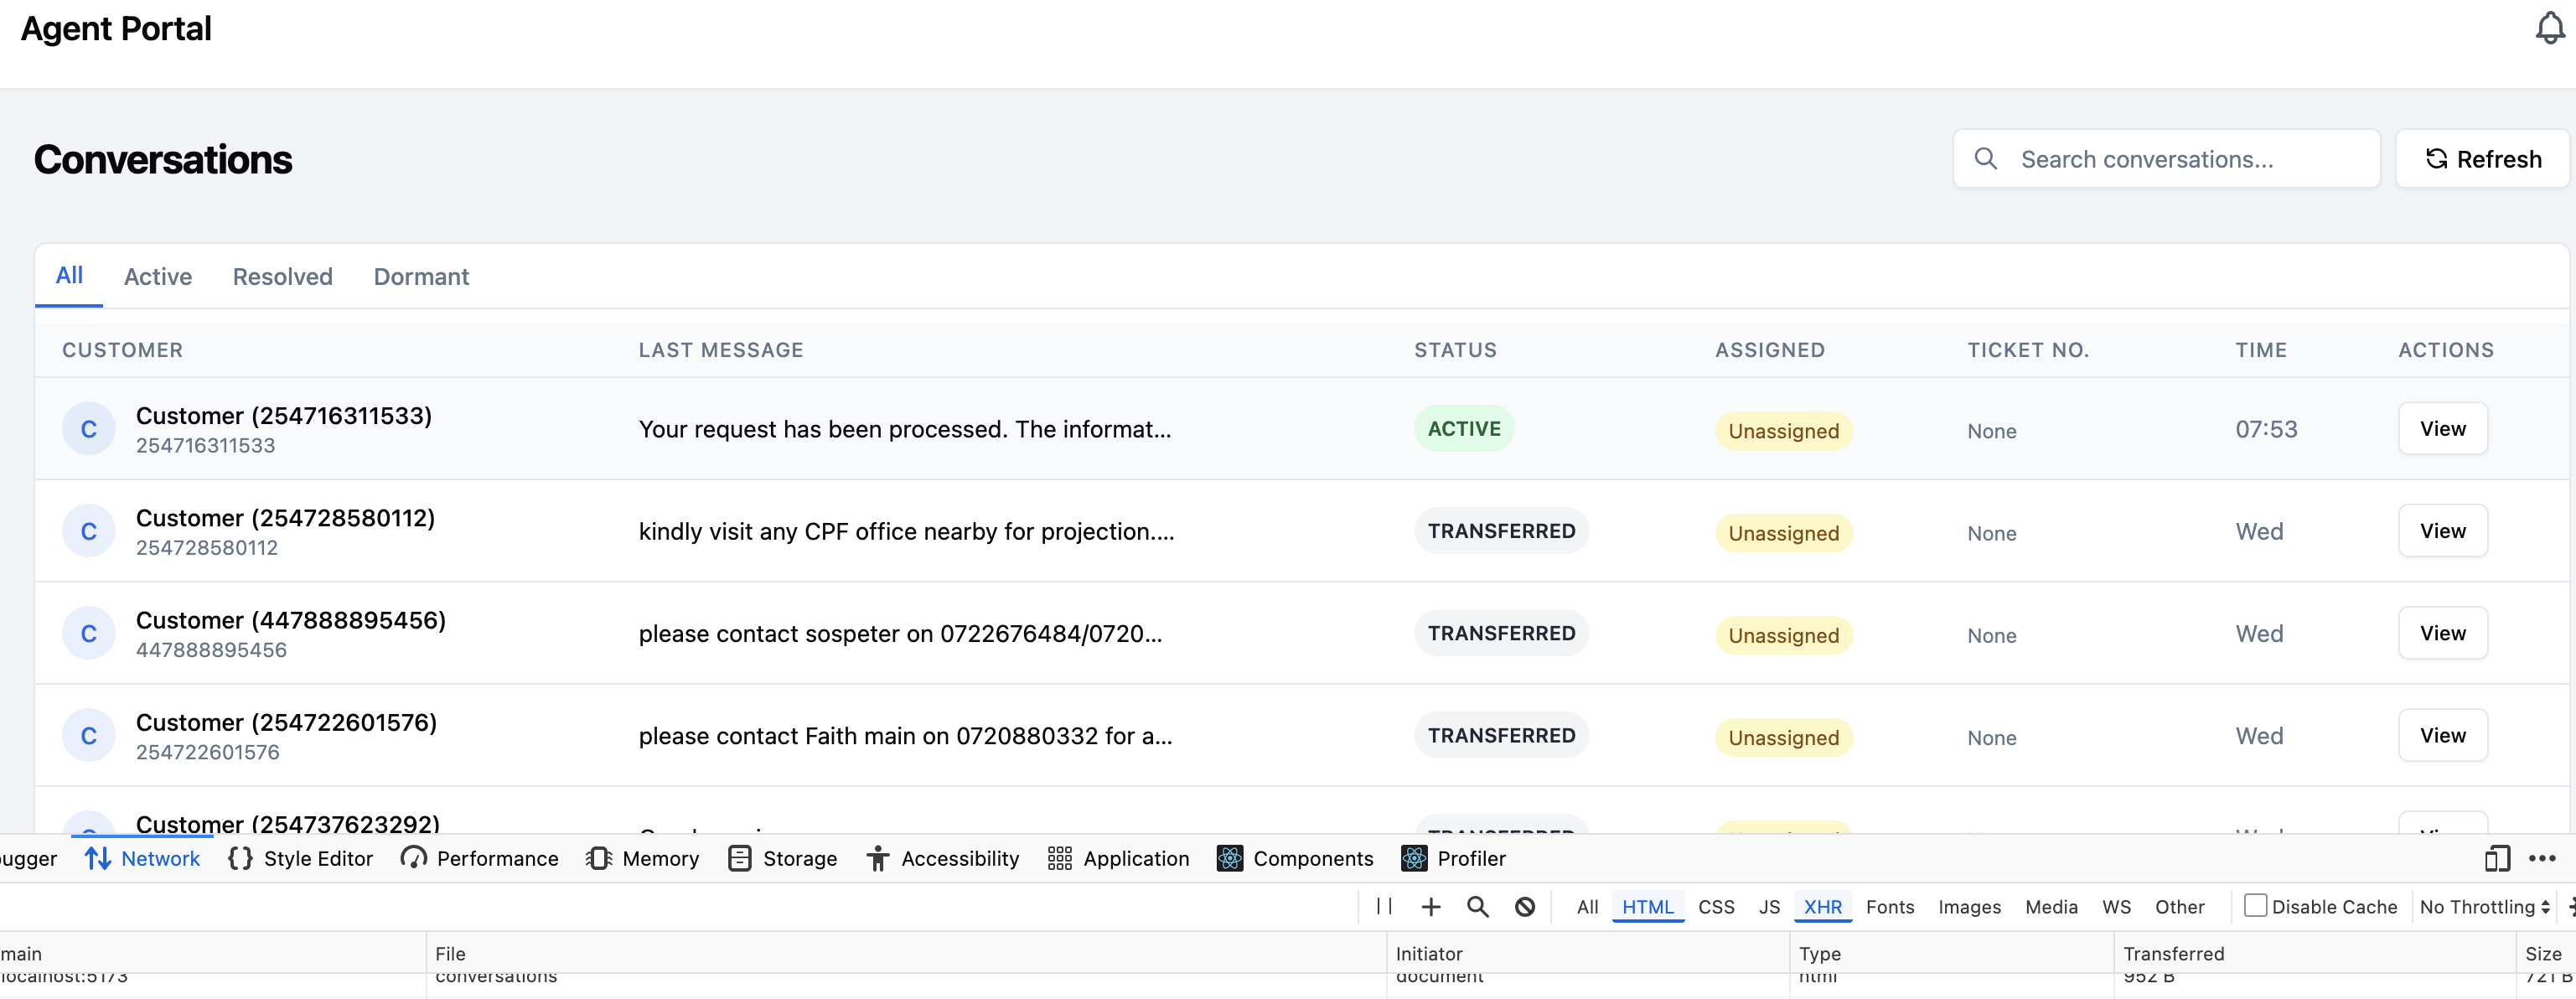 Agent Portal
Conversations
Search conversations...
Refresh
All Active Resolved Dormant
CUSTOMER LAST MESSAGE STATUS ASSIGNED TICKET NO. TIME ACTIONS
C Customer (254716311533)
254716311533
Your request has been processed. The informat... ACTIVE Unassigned None 07:53 View
C Customer (254728580112)
254728580112
kindly visit any CPF office nearby for projection.... TRANSFERRED Unassigned None Wed View
C Customer (447888895456)
447888895456
please contact sospeter on 0722676484/0720... TRANSFERRED Unassigned None Wed View
C Customer (254722601576)
254722601576
please contact Faith main on 0720880332 for a... TRANSFERRED Unassigned None Wed View
Customer (254737623292)
TRANSFERRED
ugger Network Style Editor Performance Memory Storage Accessibility Application Components Profiler
All HTML CSS JS XHR Fonts Images Media WS Other Disable Cache No Throttling
main File Initiator Type Transferred Size
localhost:5173 conversations document html 952 B 721 B